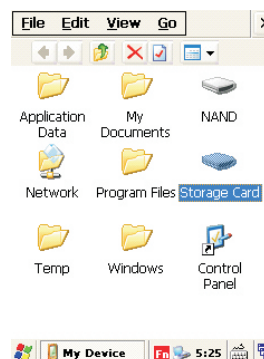 File Edit View Go
Application Data
My Documents
NAND
Network
Program Files
Storage Card
Temp
Windows
Control Panel
My Device
Fn
5:25